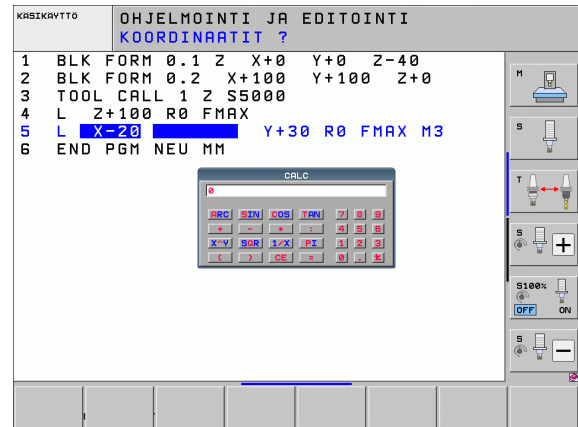 KÄSIKÄYTTÖ
OHJELMOINTI JA EDITOINTI
KOORDINAATIT ?
1 BLK FORM 0.1 Z X+0 Y+0 Z-40
2 BLK FORM 0.2 X+100 Y+100 Z+0
3 TOOL CALL 1 Z S5000
4 L Z+100 R0 FMAX
5 L X-20 Y+30 R0 FMAX M3
6 END PGM NEU MM
CALC
0
ARC SIN COS TAN 7 8 9
+ - * : 4 5 6
X^Y SQR 1/X PI 1 2 3
( ) CE = 0 . ±
M
S
T
S
+
S100%
OFF ON
S
-